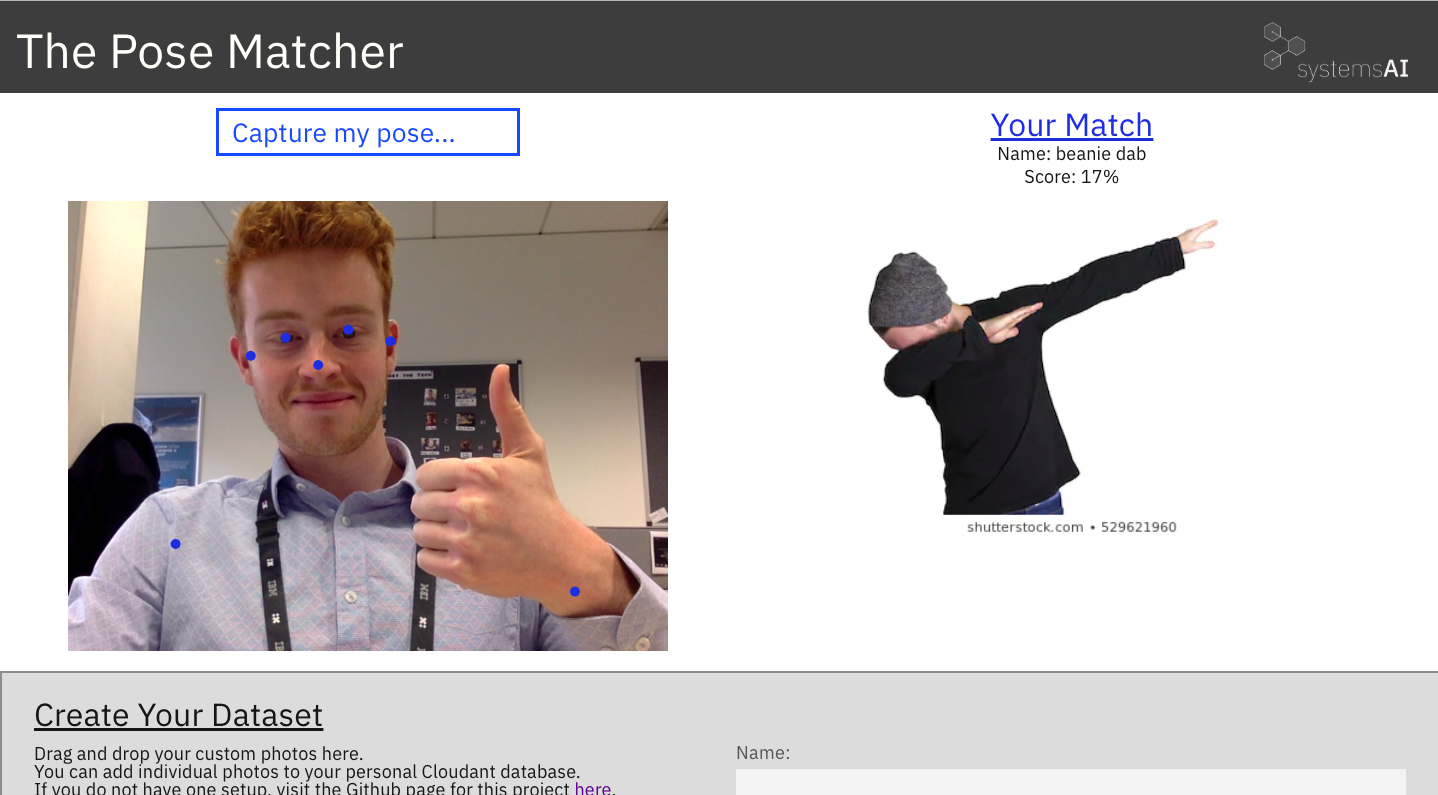 The Pose Matcher
systemsAI
Capture my pose...
Your Match
Name: beanie dab
Score: 17%
IBM
IBM
shutterstock.com • 529621960
Create Your Dataset
Drag and drop your custom photos here.
You can add individual photos to your personal Cloudant database.
If you do not have one setup, visit the Github page for this project here.
Name: